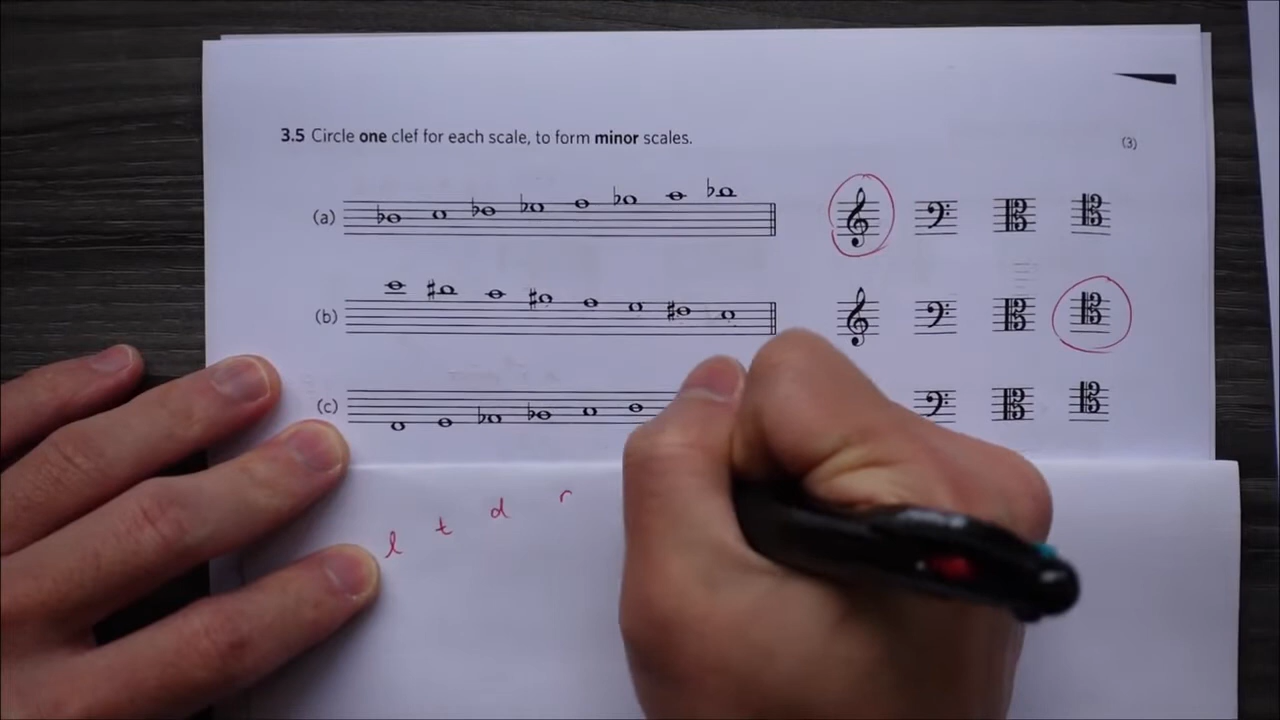 3.5 Circle one clef for each scale, to form minor scales.
(3)
(a)
(b)
(c)
l t d r